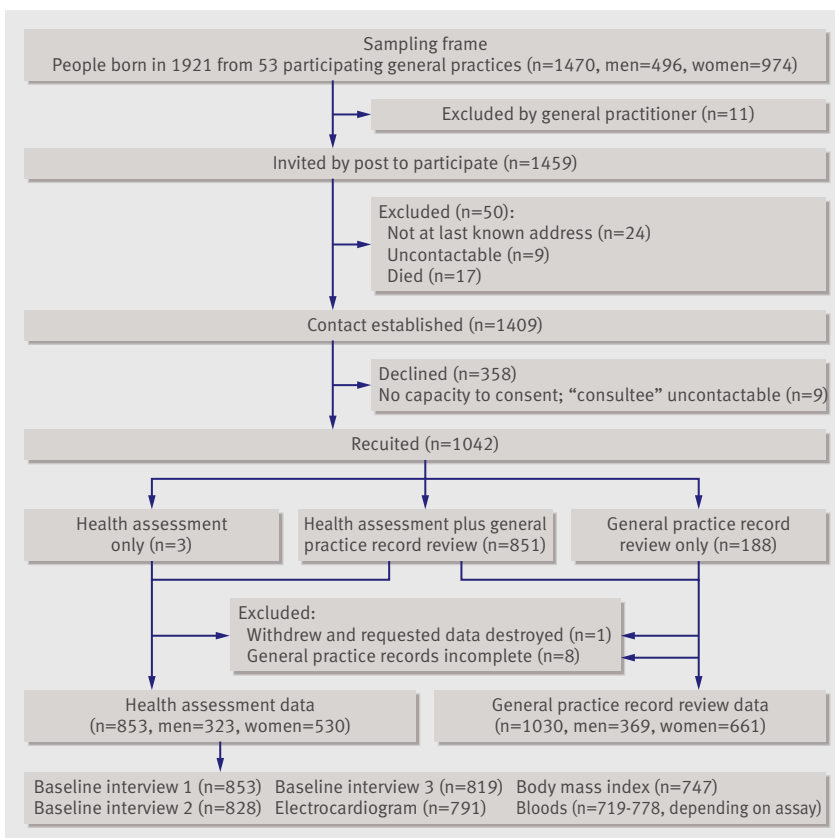 Sampling frame
People born in 1921 from 53 participating general practices (n=1470, men=496, women=974)
Excluded by general practitioner (n=11)
Invited by post to participate (n=1459)
Excluded (n=50):
Not at last known address (n=24)
Uncontactable (n=9)
Died (n=17)
Contact established (n=1409)
Declined (n=358)
No capacity to consent; “consultee” uncontactable (n=9)
Recuited (n=1042)
Health assessment
only (n=3)
Health assessment plus general
practice record review (n=851)
General practice record
review only (n=188)
Excluded:
Withdrew and requested data destroyed (n=1)
General practice records incomplete (n=8)
Health assessment data
(n=853, men=323, women=530)
General practice record review data
(n=1030, men=369, women=661)
Baseline interview 1 (n=853) Baseline interview 3 (n=819) Body mass index (n=747)
Baseline interview 2 (n=828) Electrocardiogram (n=791) Bloods (n=719-778, depending on assay)